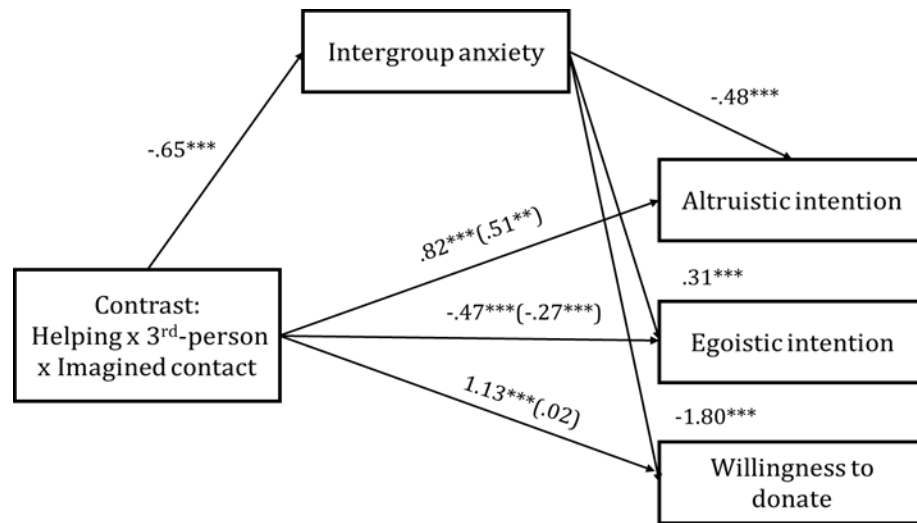 Intergroup anxiety
-.48***
-.65***
Altruistic intention
.82***(.51**)
.31***
Contrast:
Helping x 3rd-person
x Imagined contact
-.47***(-.27***)
Egoistic intention
1.13***(.02)
-1.80***
Willingness to
donate